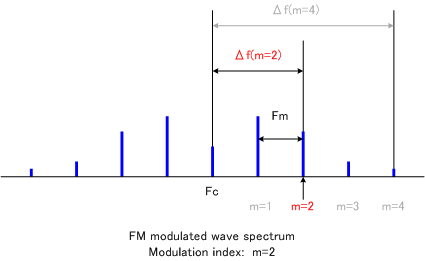 Δf(m=4)
Δf(m=2)
Fm
Fc
m=1 m=2 m=3 m=4
FM modulated wave spectrum
Modulation index: m=2